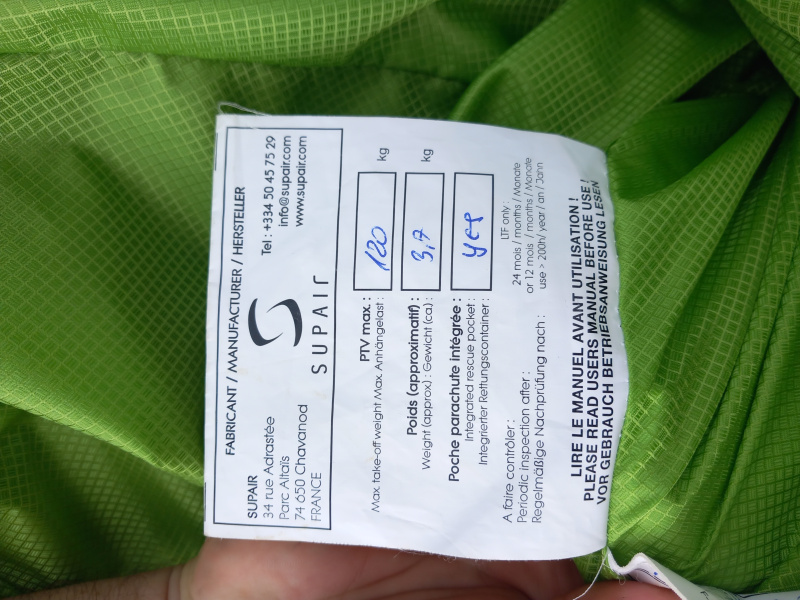 FABRICANT / MANUFACTURER / HERSTELLER
SUPAIR
34 rue Adrastée
Parc Altaïs
74 650 Chavanod
FRANCE
SUPAIR
Tel : +334 50 45 75 29
info@supair.com
www.supair.com
PTV max. : 120 kg
Max. take-off weight Max. Anhängelast :
Poids (approximatif) : 3,7 kg
Weight (approx) : Gewicht (ca) :
Poche parachute intégrée : yes
Integrated rescue pocket :
Integrierter Rettungscontainer :
LTF only :
A faire contrôler : 24 mois / months / Monate
Periodic inspection after : or 12 mois / months / Monate
Regelmäßige Nachprüfung nach : use > 200h/ year / an / Jahn
LIRE LE MANUEL AVANT UTILISATION !
PLEASE READ USERS MANUAL BEFORE USE !
VOR GEBRAUCH BETRIEBSANWEISUNG LESEN